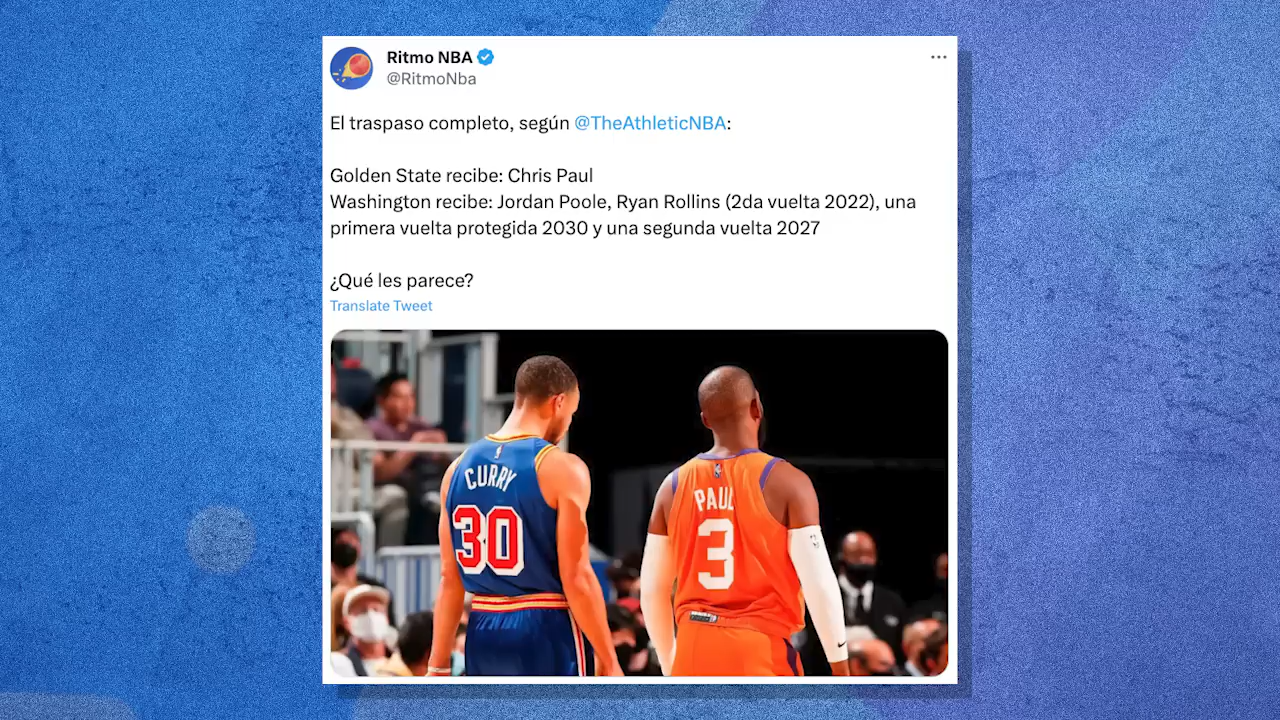 Ritmo NBA
@RitmoNba
El traspaso completo, según @TheAthleticNBA:
Golden State recibe: Chris Paul
Washington recibe: Jordan Poole, Ryan Rollins (2da vuelta 2022), una
primera vuelta protegida 2030 y una segunda vuelta 2027
¿Qué les parece?
Translate Tweet
CURRY
30
PAUL
3